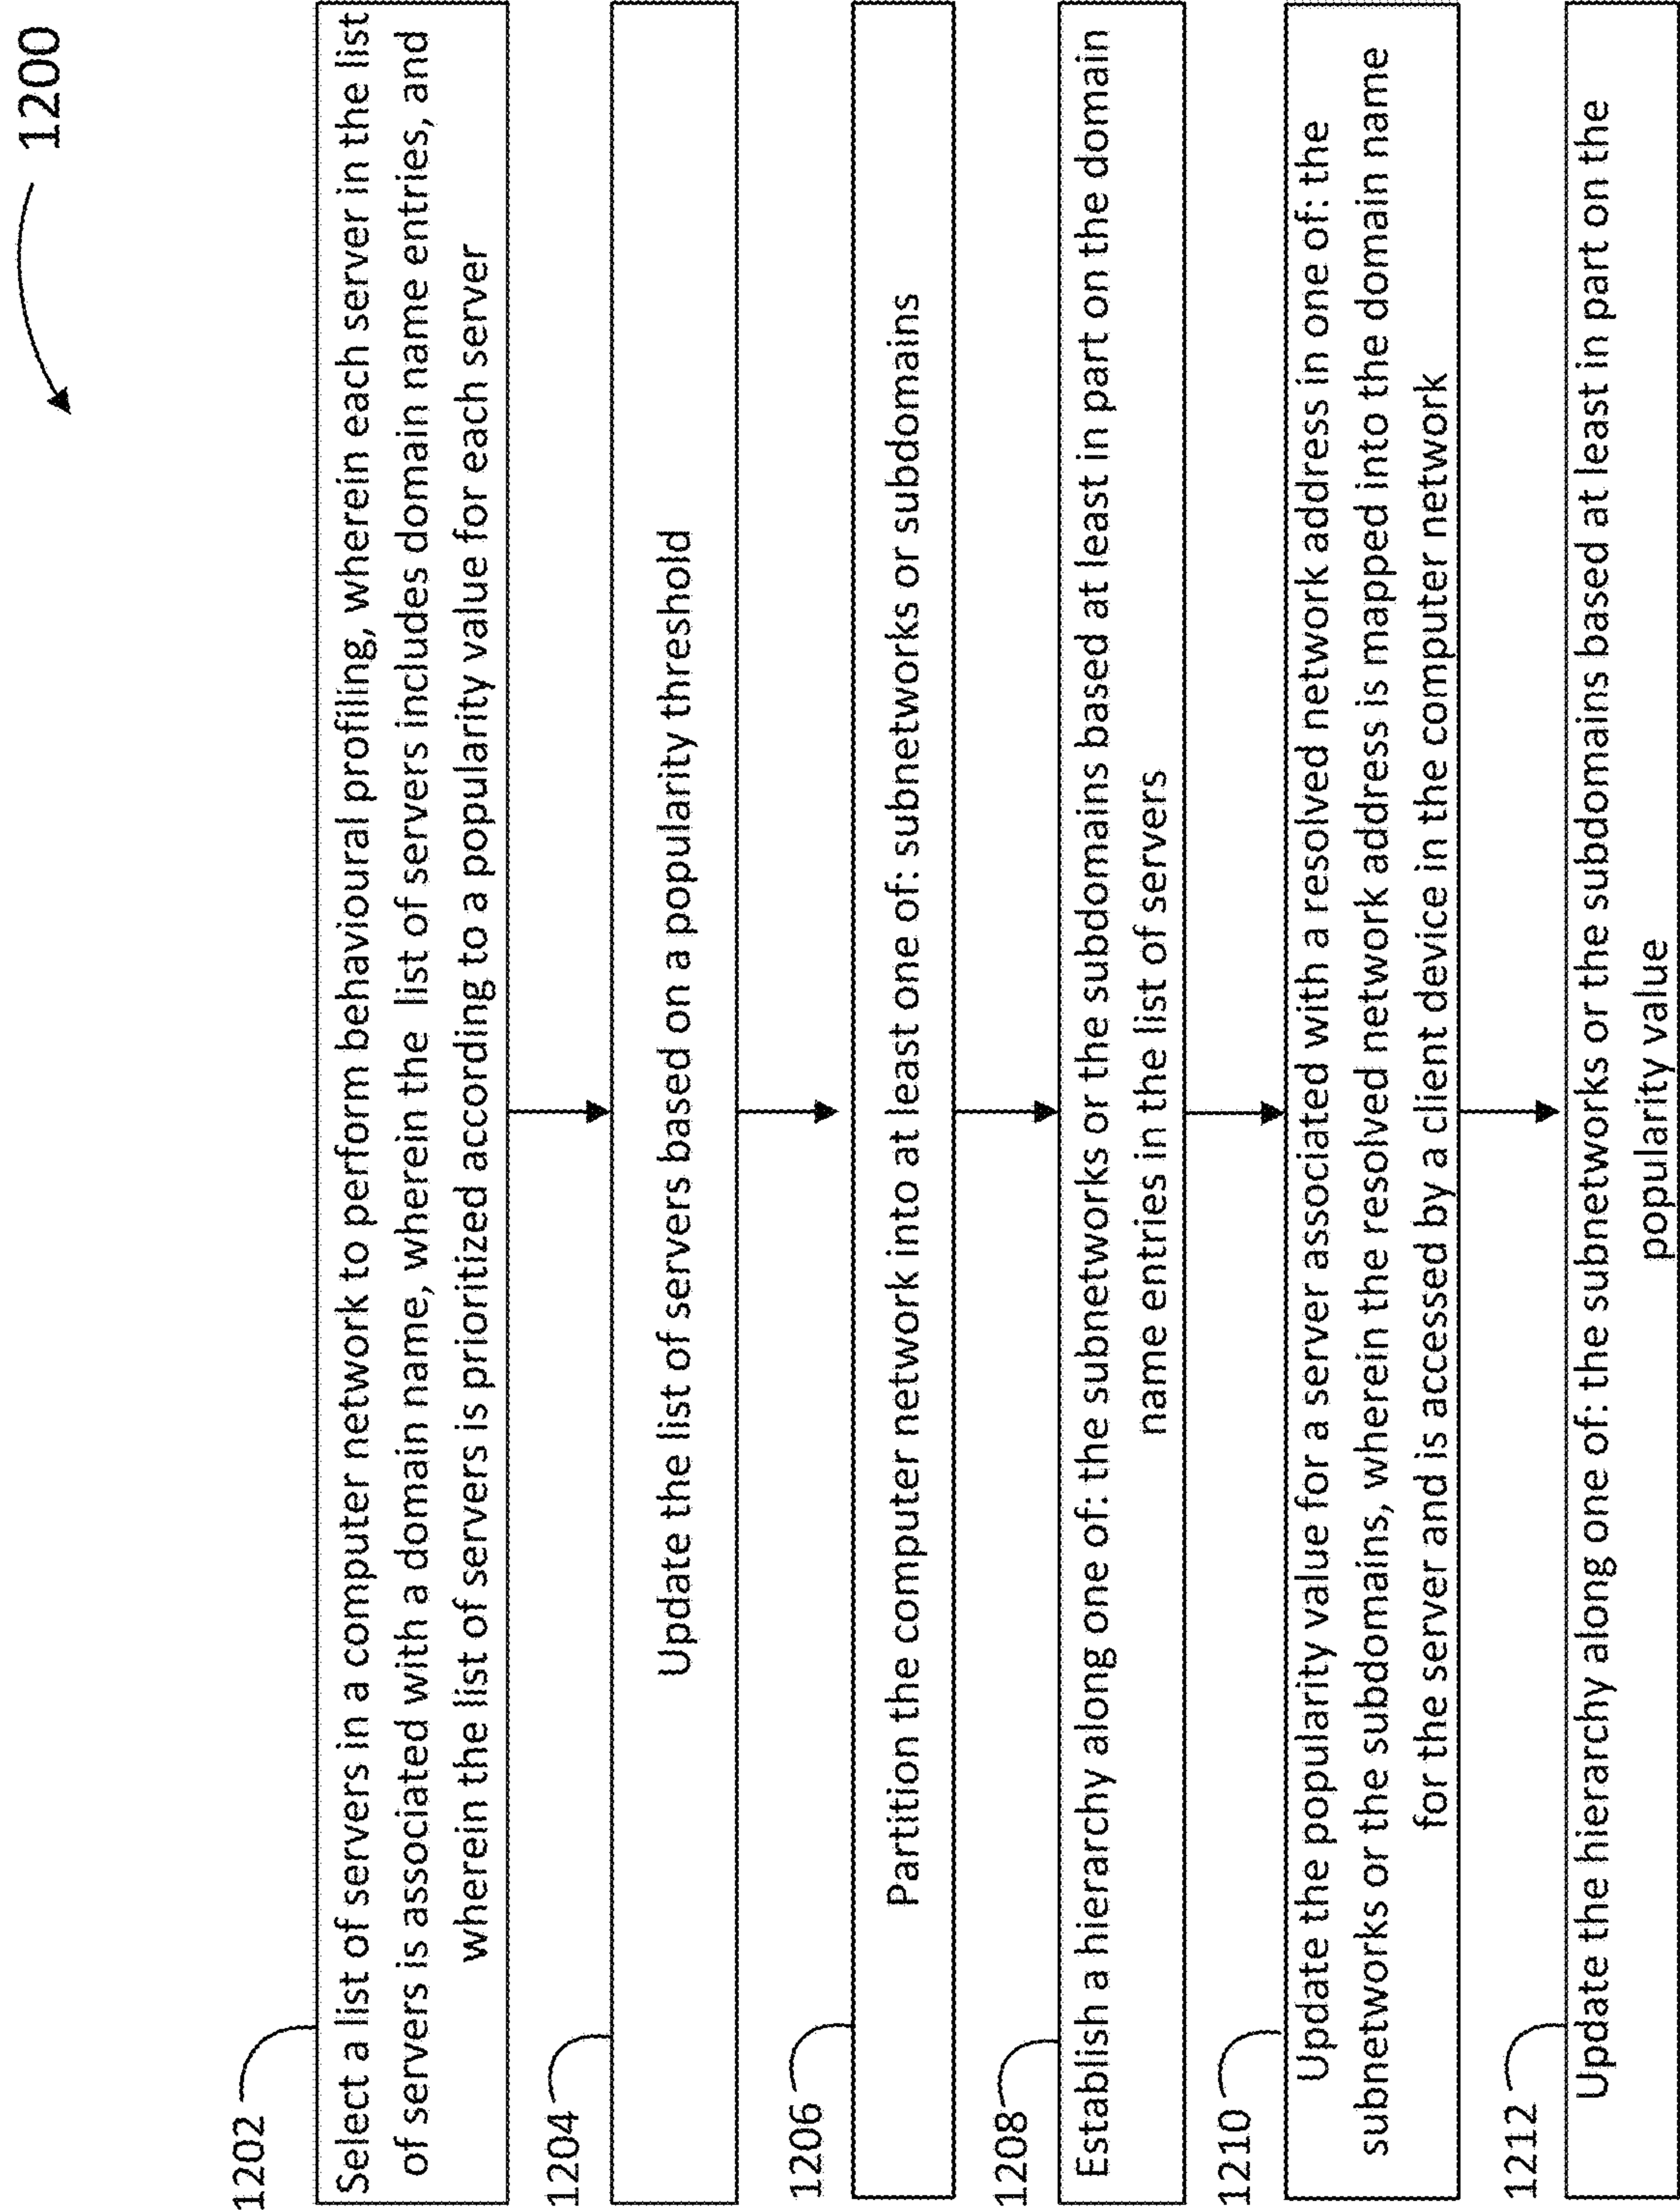 1200
1202
Select a list of servers in a computer network to perform behavioural profiling, wherein each server in the list
of servers is associated with a domain name, wherein the list of servers includes domain name entries, and
wherein the list of servers is prioritized according to a popularity value for each server
1204
Update the list of servers based on a popularity threshold
1206
Partition the computer network into at least one of: subnetworks or subdomains
1208
Establish a hierarchy along one of: the subnetworks or the subdomains based at least in part on the domain
name entries in the list of servers
1210
Update the popularity value for a server associated with a resolved network address in one of: the
subnetworks or the subdomains, wherein the resolved network address is mapped into the domain name
for the server and is accessed by a client device in the computer network
1212
Update the hierarchy along one of: the subnetworks or the subdomains based at least in part on the
popularity value